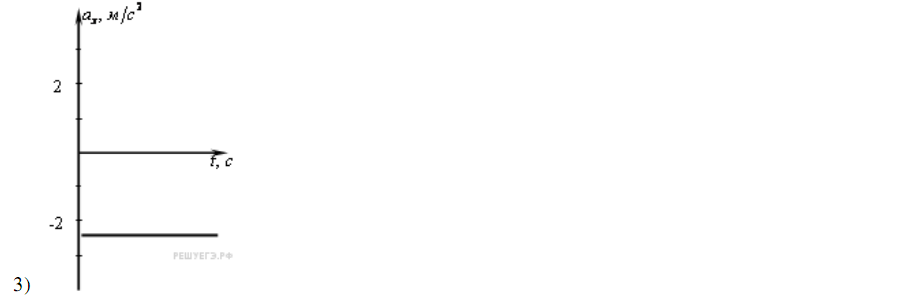 aₓ, м/с²
2
t, c
-2
РЕШУЕГЭ.РФ
3)